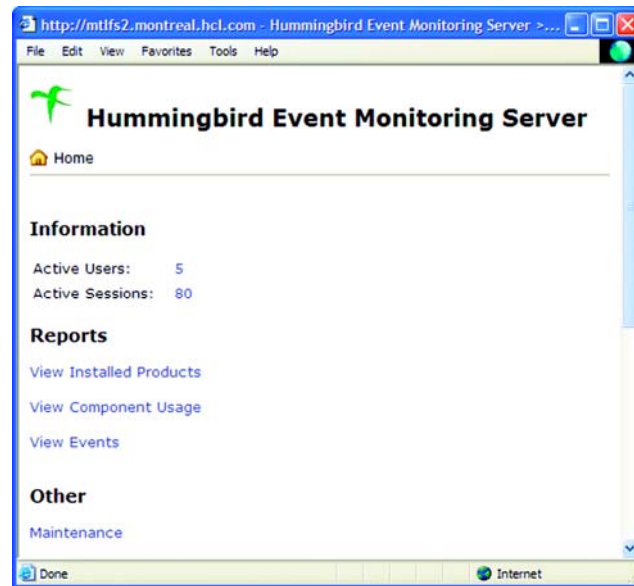 http://mtlfs2.montreal.hcl.com - Hummingbird Event Monitoring Server >...
File Edit View Favorites Tools Help
Hummingbird Event Monitoring Server
Home
Information
Active Users: 5
Active Sessions: 80
Reports
View Installed Products
View Component Usage
View Events
Other
Maintenance
Done Internet